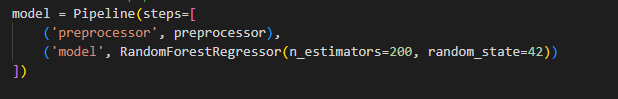 model = Pipeline(steps=[
    ('preprocessor', preprocessor),
    ('model', RandomForestRegressor(n_estimators=200, random_state=42))
])